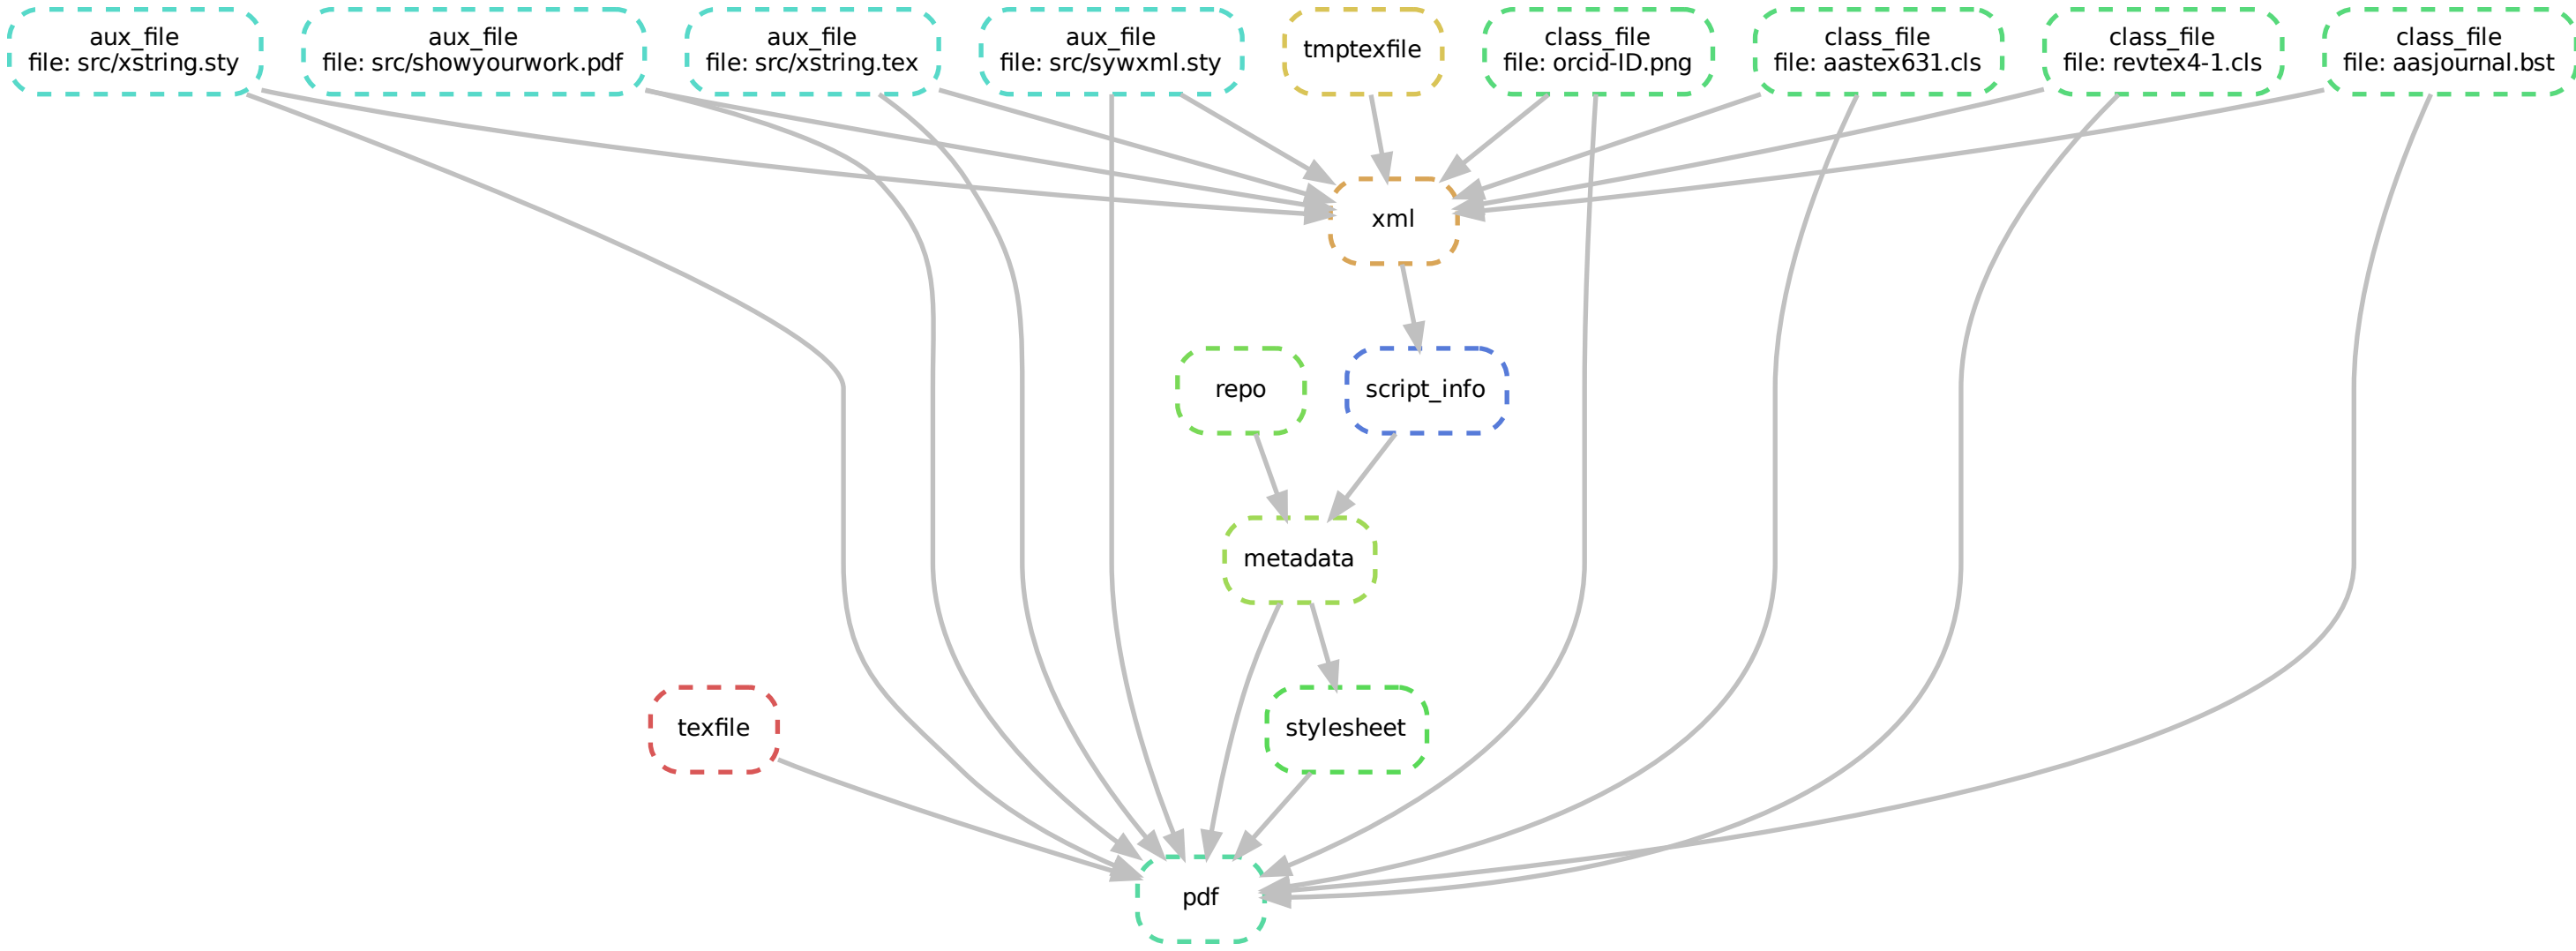 aux_file
file: src/xstring.sty
aux_file
file: src/showyourwork.pdf
aux_file
file: src/xstring.tex
aux_file
file: src/sywxml.sty
tmptexfile
class_file
file: orcid-ID.png
class_file
file: aastex631.cls
class_file
file: revtex4-1.cls
class_file
file: aasjournal.bst
xml
repo
script_info
metadata
texfile
stylesheet
pdf